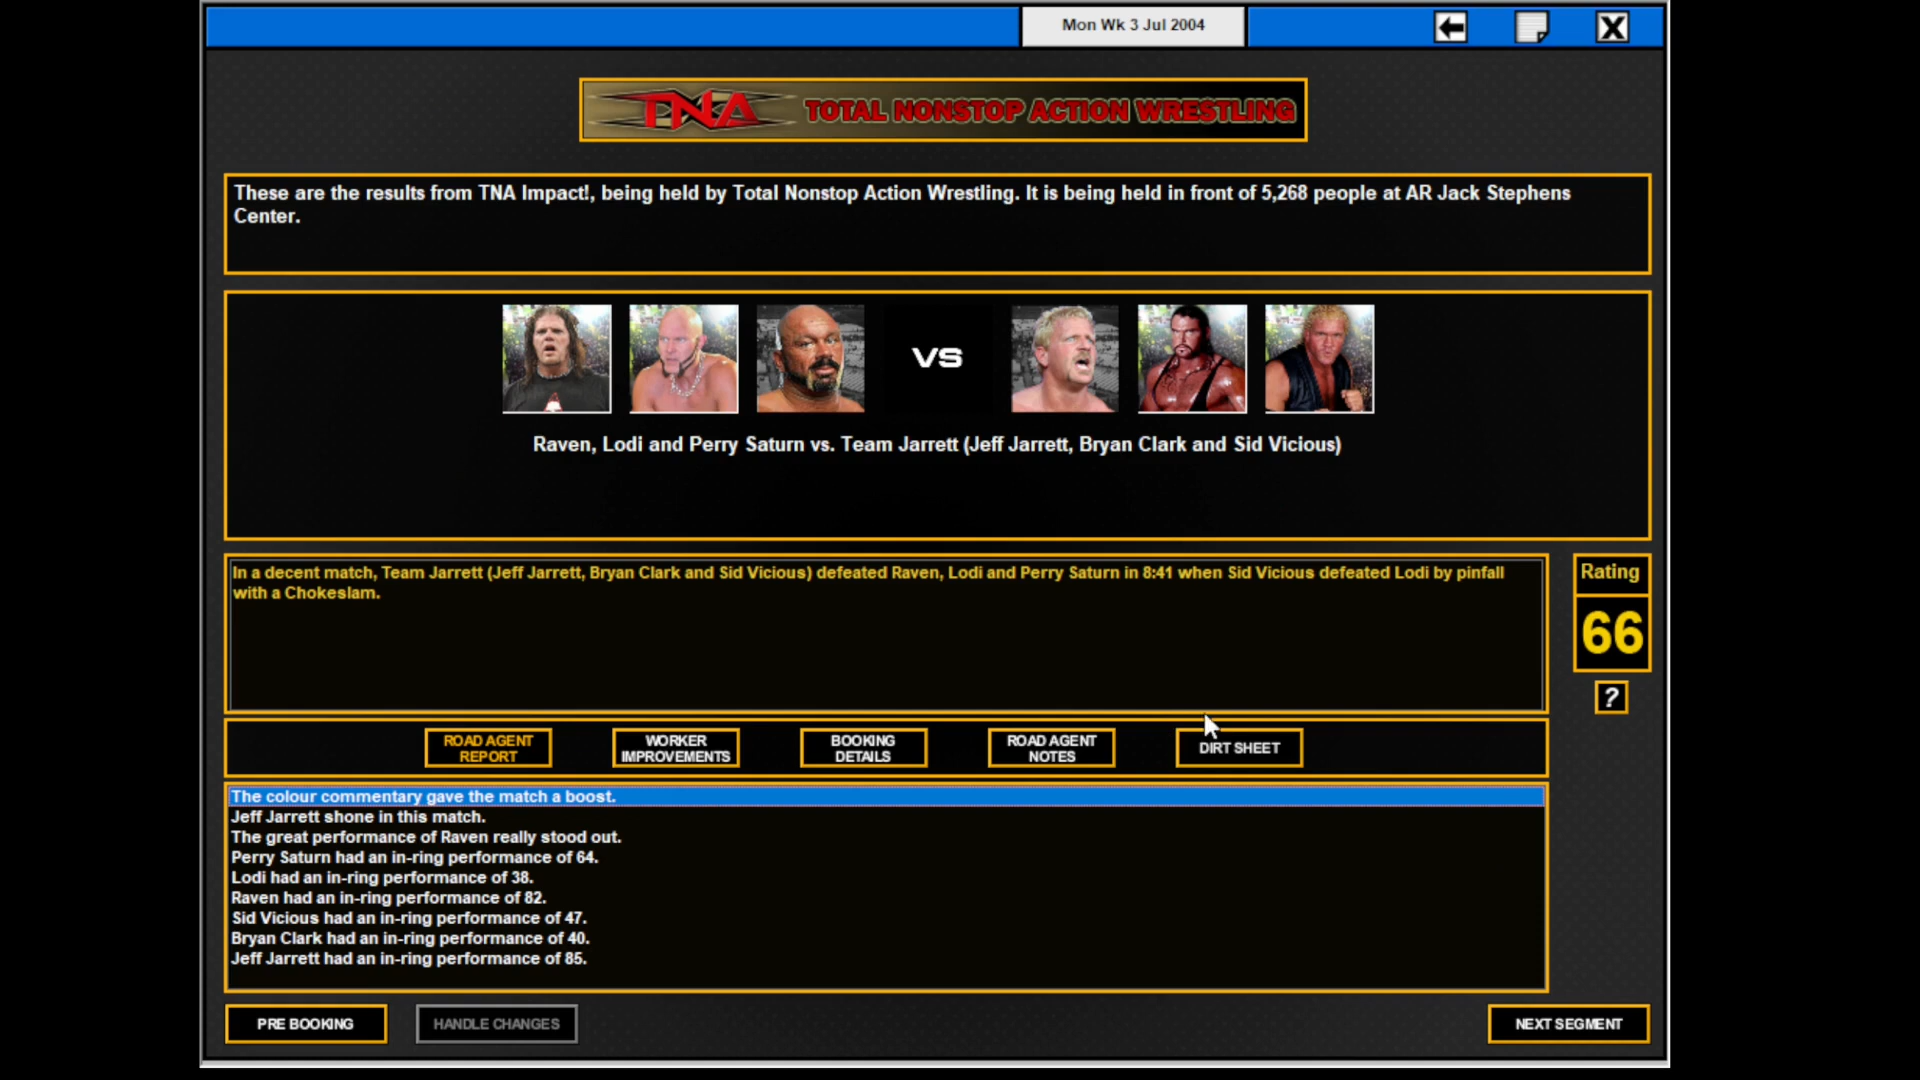 Mon Wk 3 Jul 2004
TNA TOTAL NONSTOP ACTION WRESTLING
These are the results from TNA Impact!, being held by Total Nonstop Action Wrestling. It is being held in front of 5,268 people at AR Jack Stephens
Center.
VS
Raven, Lodi and Perry Saturn vs. Team Jarrett (Jeff Jarrett, Bryan Clark and Sid Vicious)
In a decent match, Team Jarrett (Jeff Jarrett, Bryan Clark and Sid Vicious) defeated Raven, Lodi and Perry Saturn in 8:41 when Sid Vicious defeated Lodi by pinfall
with a Chokeslam.
Rating
66
?
ROAD AGENT
REPORT
WORKER
IMPROVEMENTS
BOOKING
DETAILS
ROAD AGENT
NOTES
DIRT SHEET
The colour commentary gave the match a boost.
Jeff Jarrett shone in this match.
The great performance of Raven really stood out.
Perry Saturn had an in-ring performance of 64.
Lodi had an in-ring performance of 38.
Raven had an in-ring performance of 82.
Sid Vicious had an in-ring performance of 47.
Bryan Clark had an in-ring performance of 40.
Jeff Jarrett had an in-ring performance of 85.
PRE BOOKING
HANDLE CHANGES
NEXT SEGMENT